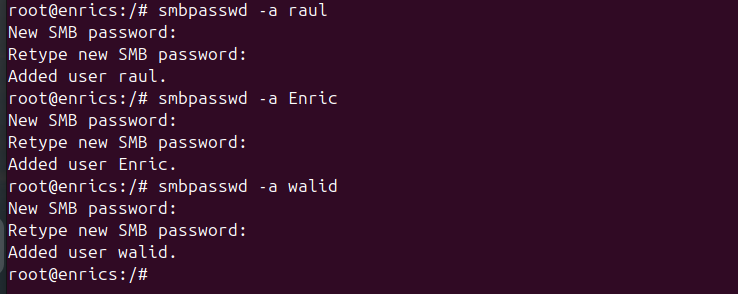 root@enrics:/# smbpasswd -a raul
New SMB password:
Retype new SMB password:
Added user raul.
root@enrics:/# smbpasswd -a Enric
New SMB password:
Retype new SMB password:
Added user Enric.
root@enrics:/# smbpasswd -a walid
New SMB password:
Retype new SMB password:
Added user walid.
root@enrics:/#